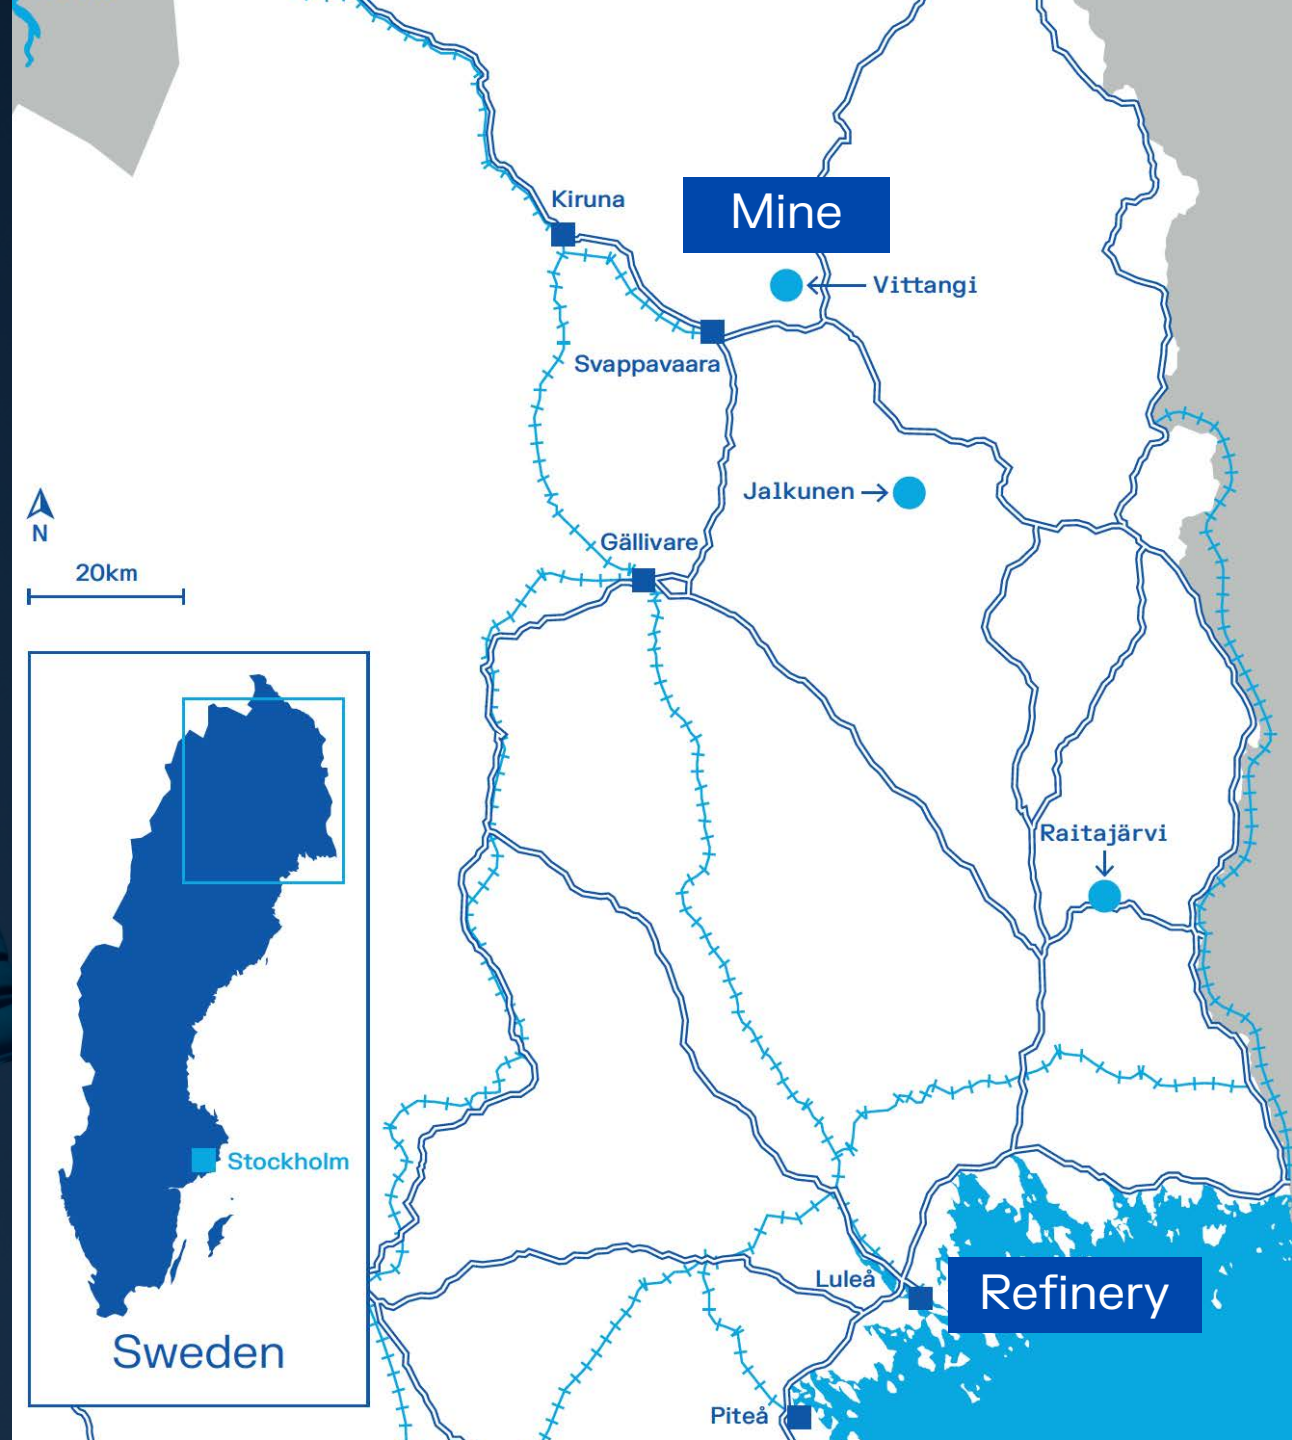 Kiruna
Mine
Vittangi
Svappavaara
Jalkunen
N
Gällivare
20km
Raitajärvi
Stockholm
Luleå
Refinery
Sweden
Piteå